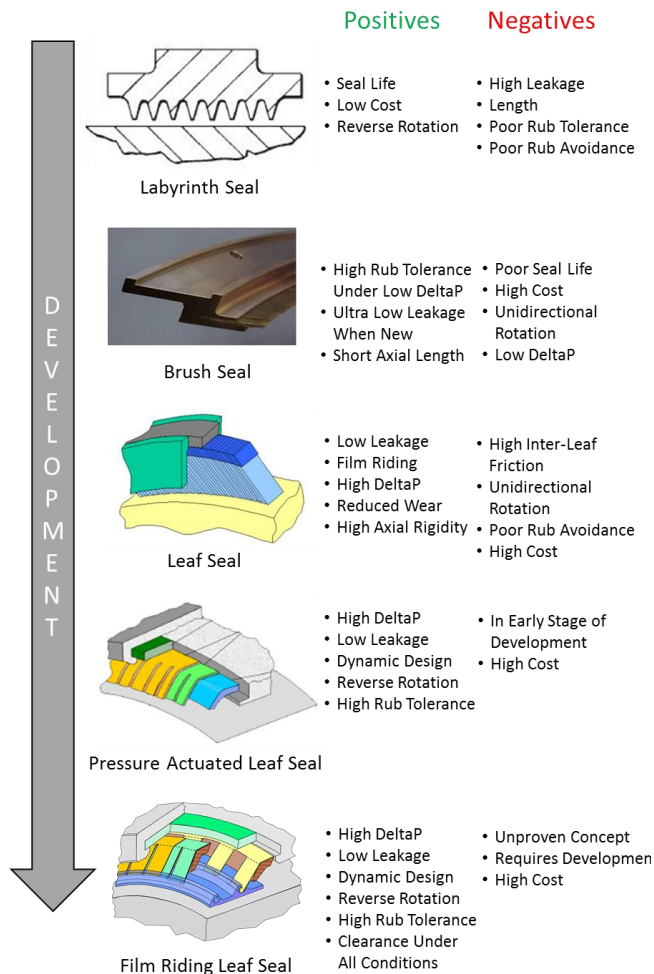 Positives Negatives
• Seal Life
• Low Cost
• Reverse Rotation
• High Leakage
• Length
• Poor Rub Tolerance
• Poor Rub Avoidance
Labyrinth Seal
• High Rub Tolerance
Under Low DeltaP
• Ultra Low Leakage
When New
• Short Axial Length
• Poor Seal Life
• High Cost
• Unidirectional
Rotation
• Low DeltaP
Brush Seal
• Low Leakage
• Film Riding
• High DeltaP
• Reduced Wear
• High Axial Rigidity
• High Inter-Leaf
Friction
• Unidirectional
Rotation
• Poor Rub Avoidance
• High Cost
Leaf Seal
• High DeltaP
• Low Leakage
• Dynamic Design
• Reverse Rotation
• High Rub Tolerance
• In Early Stage of
Development
• High Cost
Pressure Actuated Leaf Seal
• High DeltaP
• Low Leakage
• Dynamic Design
• Reverse Rotation
• High Rub Tolerance
• Clearance Under
All Conditions
• Unproven Concept
• Requires Developmen
• High Cost
Film Riding Leaf Seal
DEVELOPMENT